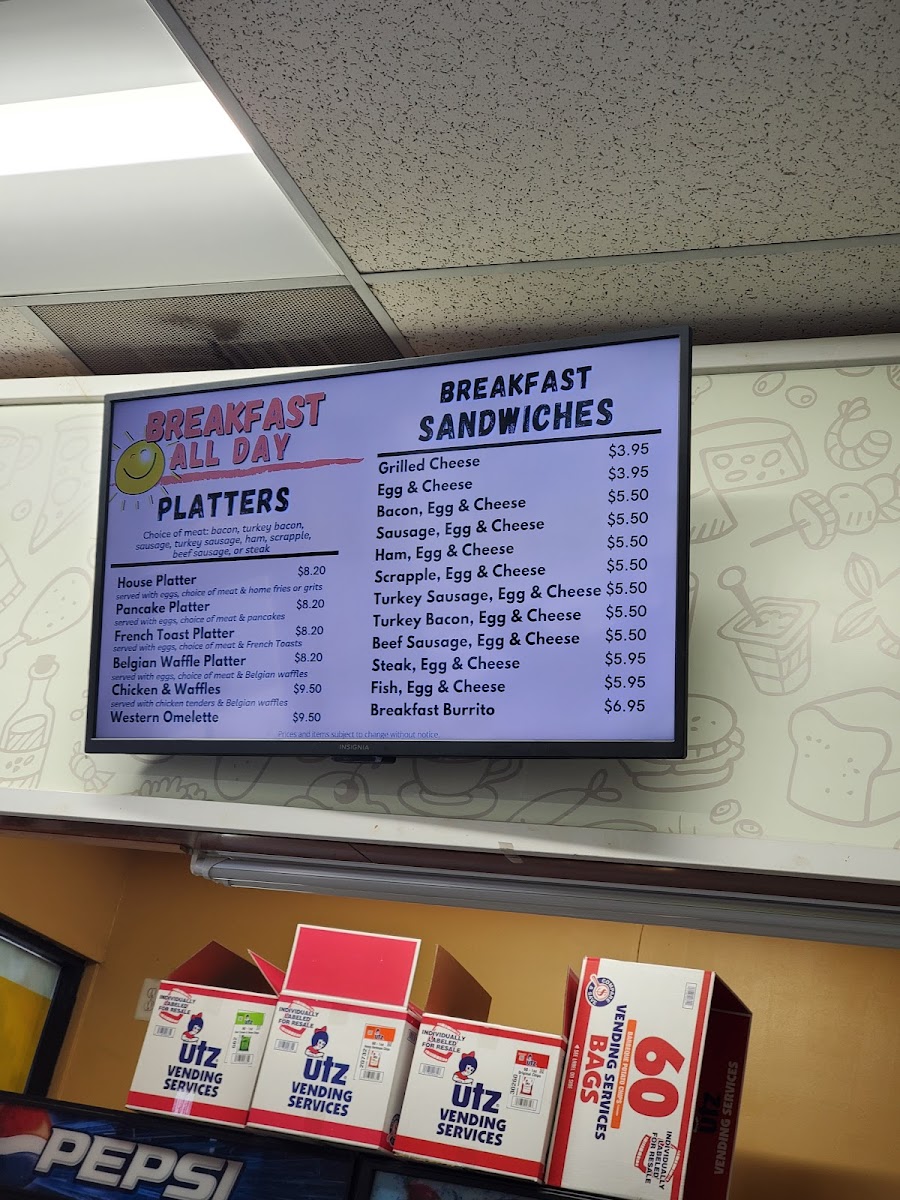 BREAKFAST
ALL DAY
PLATTERS
Choice of meat: bacon, turkey bacon,
sausage, turkey sausage, ham, scrapple,
beef sausage, or steak
House Platter $8.20
served with eggs, choice of meat & home fries or grits
Pancake Platter $8.20
served with eggs, choice of meat & pancakes
French Toast Platter $8.20
served with eggs, choice of meat & French Toasts
Belgian Waffle Platter $8.20
served with eggs, choice of meat & Belgian waffles
Chicken & Waffles $9.50
served with chicken tenders & Belgian waffles
Western Omelette $9.50
BREAKFAST
SANDWICHES
Grilled Cheese $3.95
Egg & Cheese $3.95
Bacon, Egg & Cheese $5.50
Sausage, Egg & Cheese $5.50
Ham, Egg & Cheese $5.50
Scrapple, Egg & Cheese $5.50
Turkey Sausage, Egg & Cheese $5.50
Turkey Bacon, Egg & Cheese $5.50
Beef Sausage, Egg & Cheese $5.50
Steak, Egg & Cheese $5.95
Fish, Egg & Cheese $5.95
Breakfast Burrito $6.95
Prices and items subject to change without notice.
INSIGNIA
INDIVIDUALLY
LABELED
FOR RESALE
utz
VENDING
SERVICES
INDIVIDUALLY
LABELED
FOR RESALE
utz
VENDING
SERVICES
INDIVIDUALLY
LABELED
FOR RESALE
utz
VENDING
SERVICES
60
VENDING SERVICES
BAGS
INDIVIDUALLY
LABELED
FOR RESALE
utz
VENDING SERVICES
PEPSI